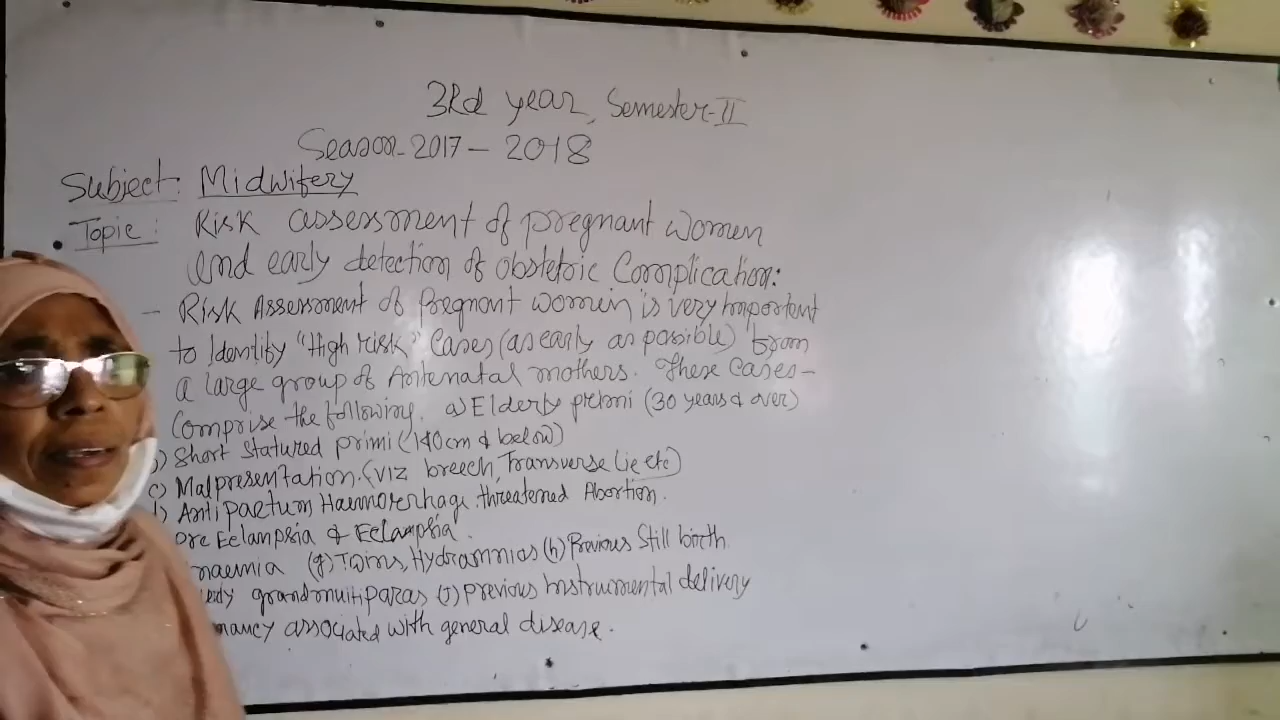 3Rd year, Semester-II
Season-2017 - 2018
Subject: Midwifery
Topic: Risk assessment of pregnant women
and early detection of obstetric Complication:
- Risk Assessment of Pregnant women is very important
to Identify "High risk" Cases (as early as possible) from
a large group of Antenatal mothers. These Cases-
Comprise the following. a) Elderly primi (30 years & over)
b) Short statured primi (140cm & below)
c) Malpresentation. (viz breech, Transverse lie etc)
d) Antipartum Haemorrhage. threatened Abortion.
Pre Eclampsia & Eclampsia.
naemia (g) Twins, Hydramnios (h) Previous Still birth
grandmultiparas (J) previous Instrumental delivery
nancy associated with general disease.